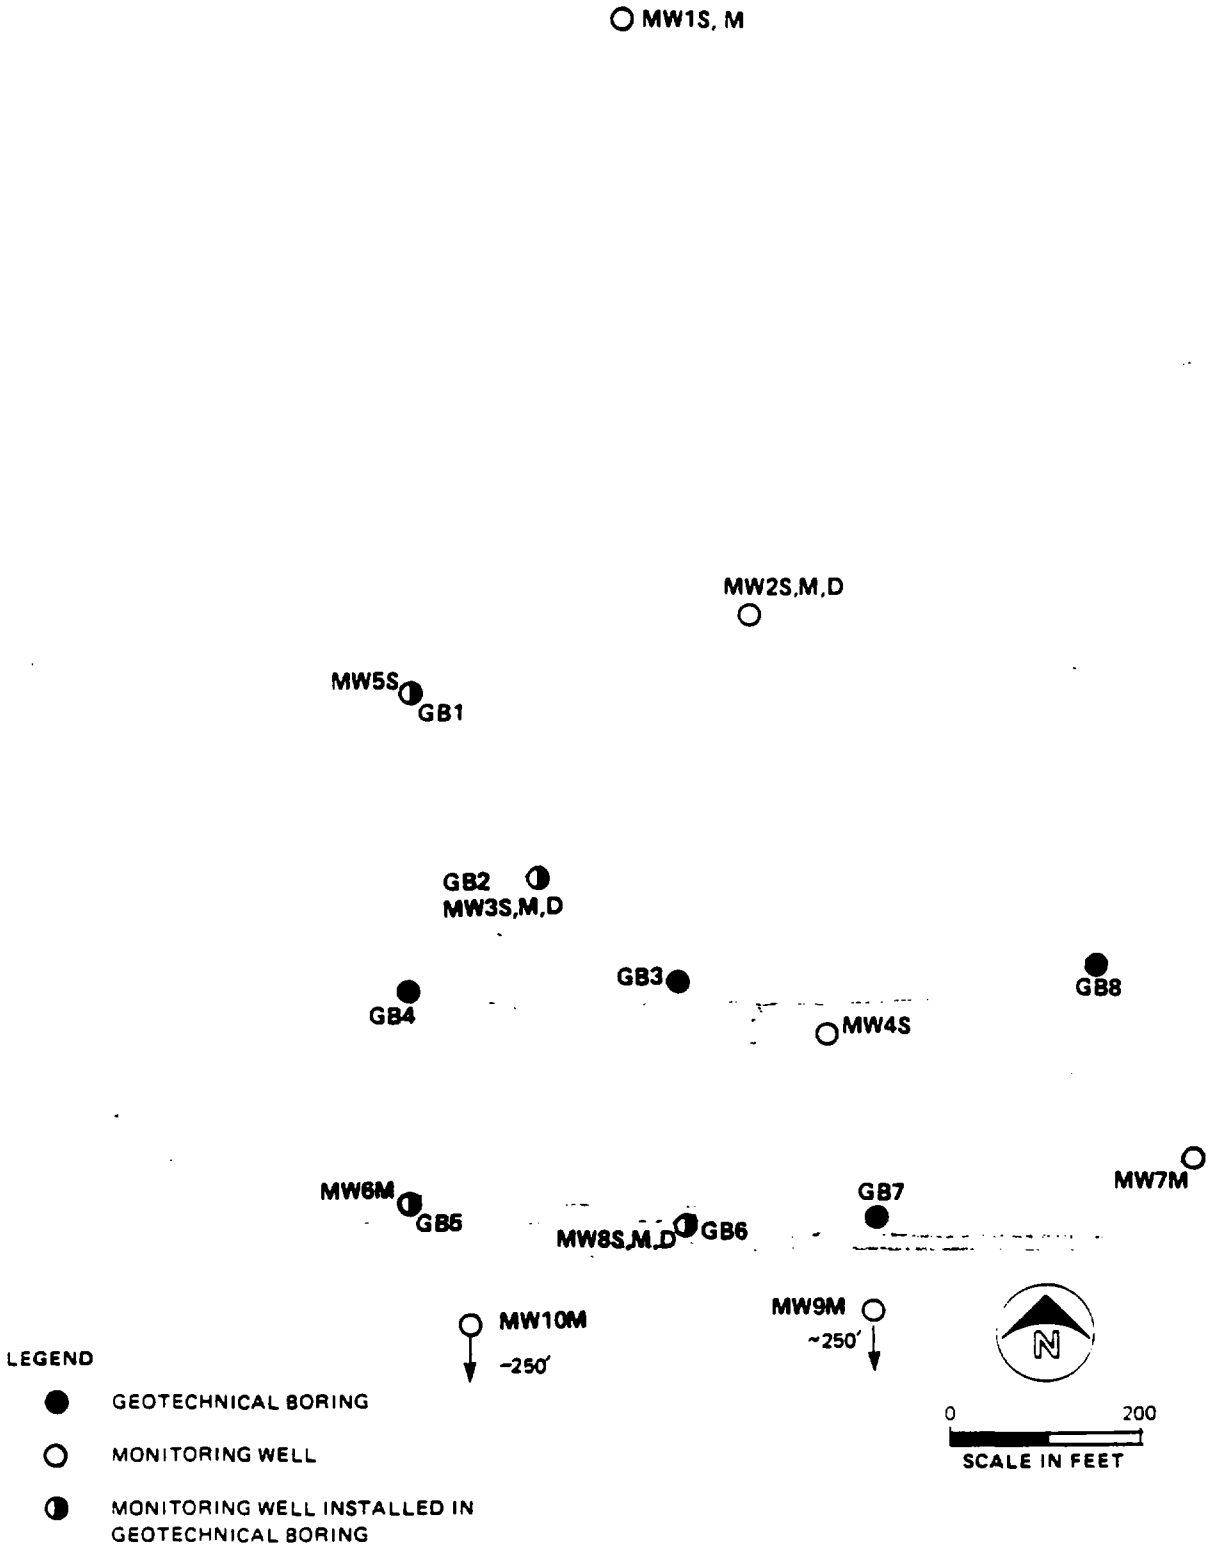 MW1S, M
MW2S,M,D
MW5S
GB1
GB2
MW3S,M,D
GB3
GB8
GB4
MW4S
MW7M
MW6M
GB5
GB7
MW8S,M,D
GB6
MW10M
~250'
MW9M
~250'
N
LEGEND
GEOTECHNICAL BORING
MONITORING WELL
MONITORING WELL INSTALLED IN
GEOTECHNICAL BORING
0 200
SCALE IN FEET